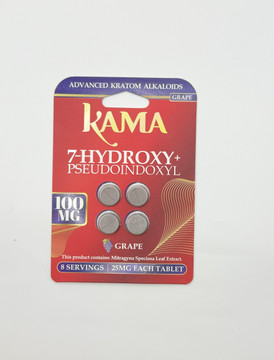 ADVANCED KRATOM ALKALOIDS
GRAPE
KAMA
7-HYDROXY+
PSEUDOINDOXYL
100
MG
GRAPE
This product contains Mitragyna Speciosa Leaf Extract.
8 SERVINGS | 25MG EACH TABLET